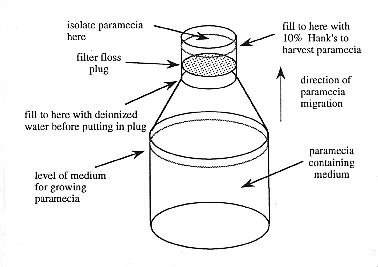 isolate paramecia
here
fill to here with
10% Hank's to
harvest paramecia
filter floss
plug
direction of
paramecia
migration
fill to here with deionized
water before putting in plug
level of medium
for growing
paramecia
paramecia
containing
medium